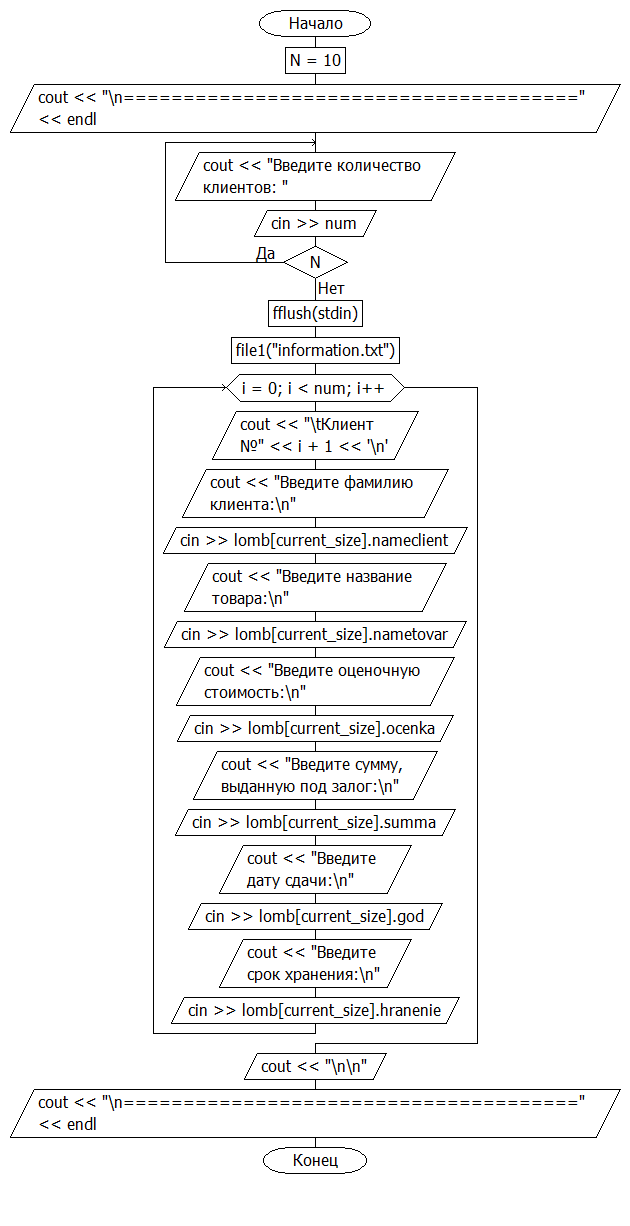 Начало
N = 10
cout << "\n======================================"
<< endl
cout << "Введите количество
клиентов: "
cin >> num
Да
N
Нет
fflush(stdin)
file1("information.txt")
i = 0; i < num; i++
cout << "\tКлиент
№" << i + 1 << '\n'
cout << "Введите фамилию
клиента:\n"
cin >> lomb[current_size].nameclient
cout << "Введите название
товара:\n"
cin >> lomb[current_size].nametovar
cout << "Введите оценочную
стоимость:\n"
cin >> lomb[current_size].ocenka
cout << "Введите сумму,
выданную под залог:\n"
cin >> lomb[current_size].summa
cout << "Введите
дату сдачи:\n"
cin >> lomb[current_size].god
cout << "Введите
срок хранения:\n"
cin >> lomb[current_size].hranenie
cout << "\n\n"
cout << "\n======================================"
<< endl
Конец